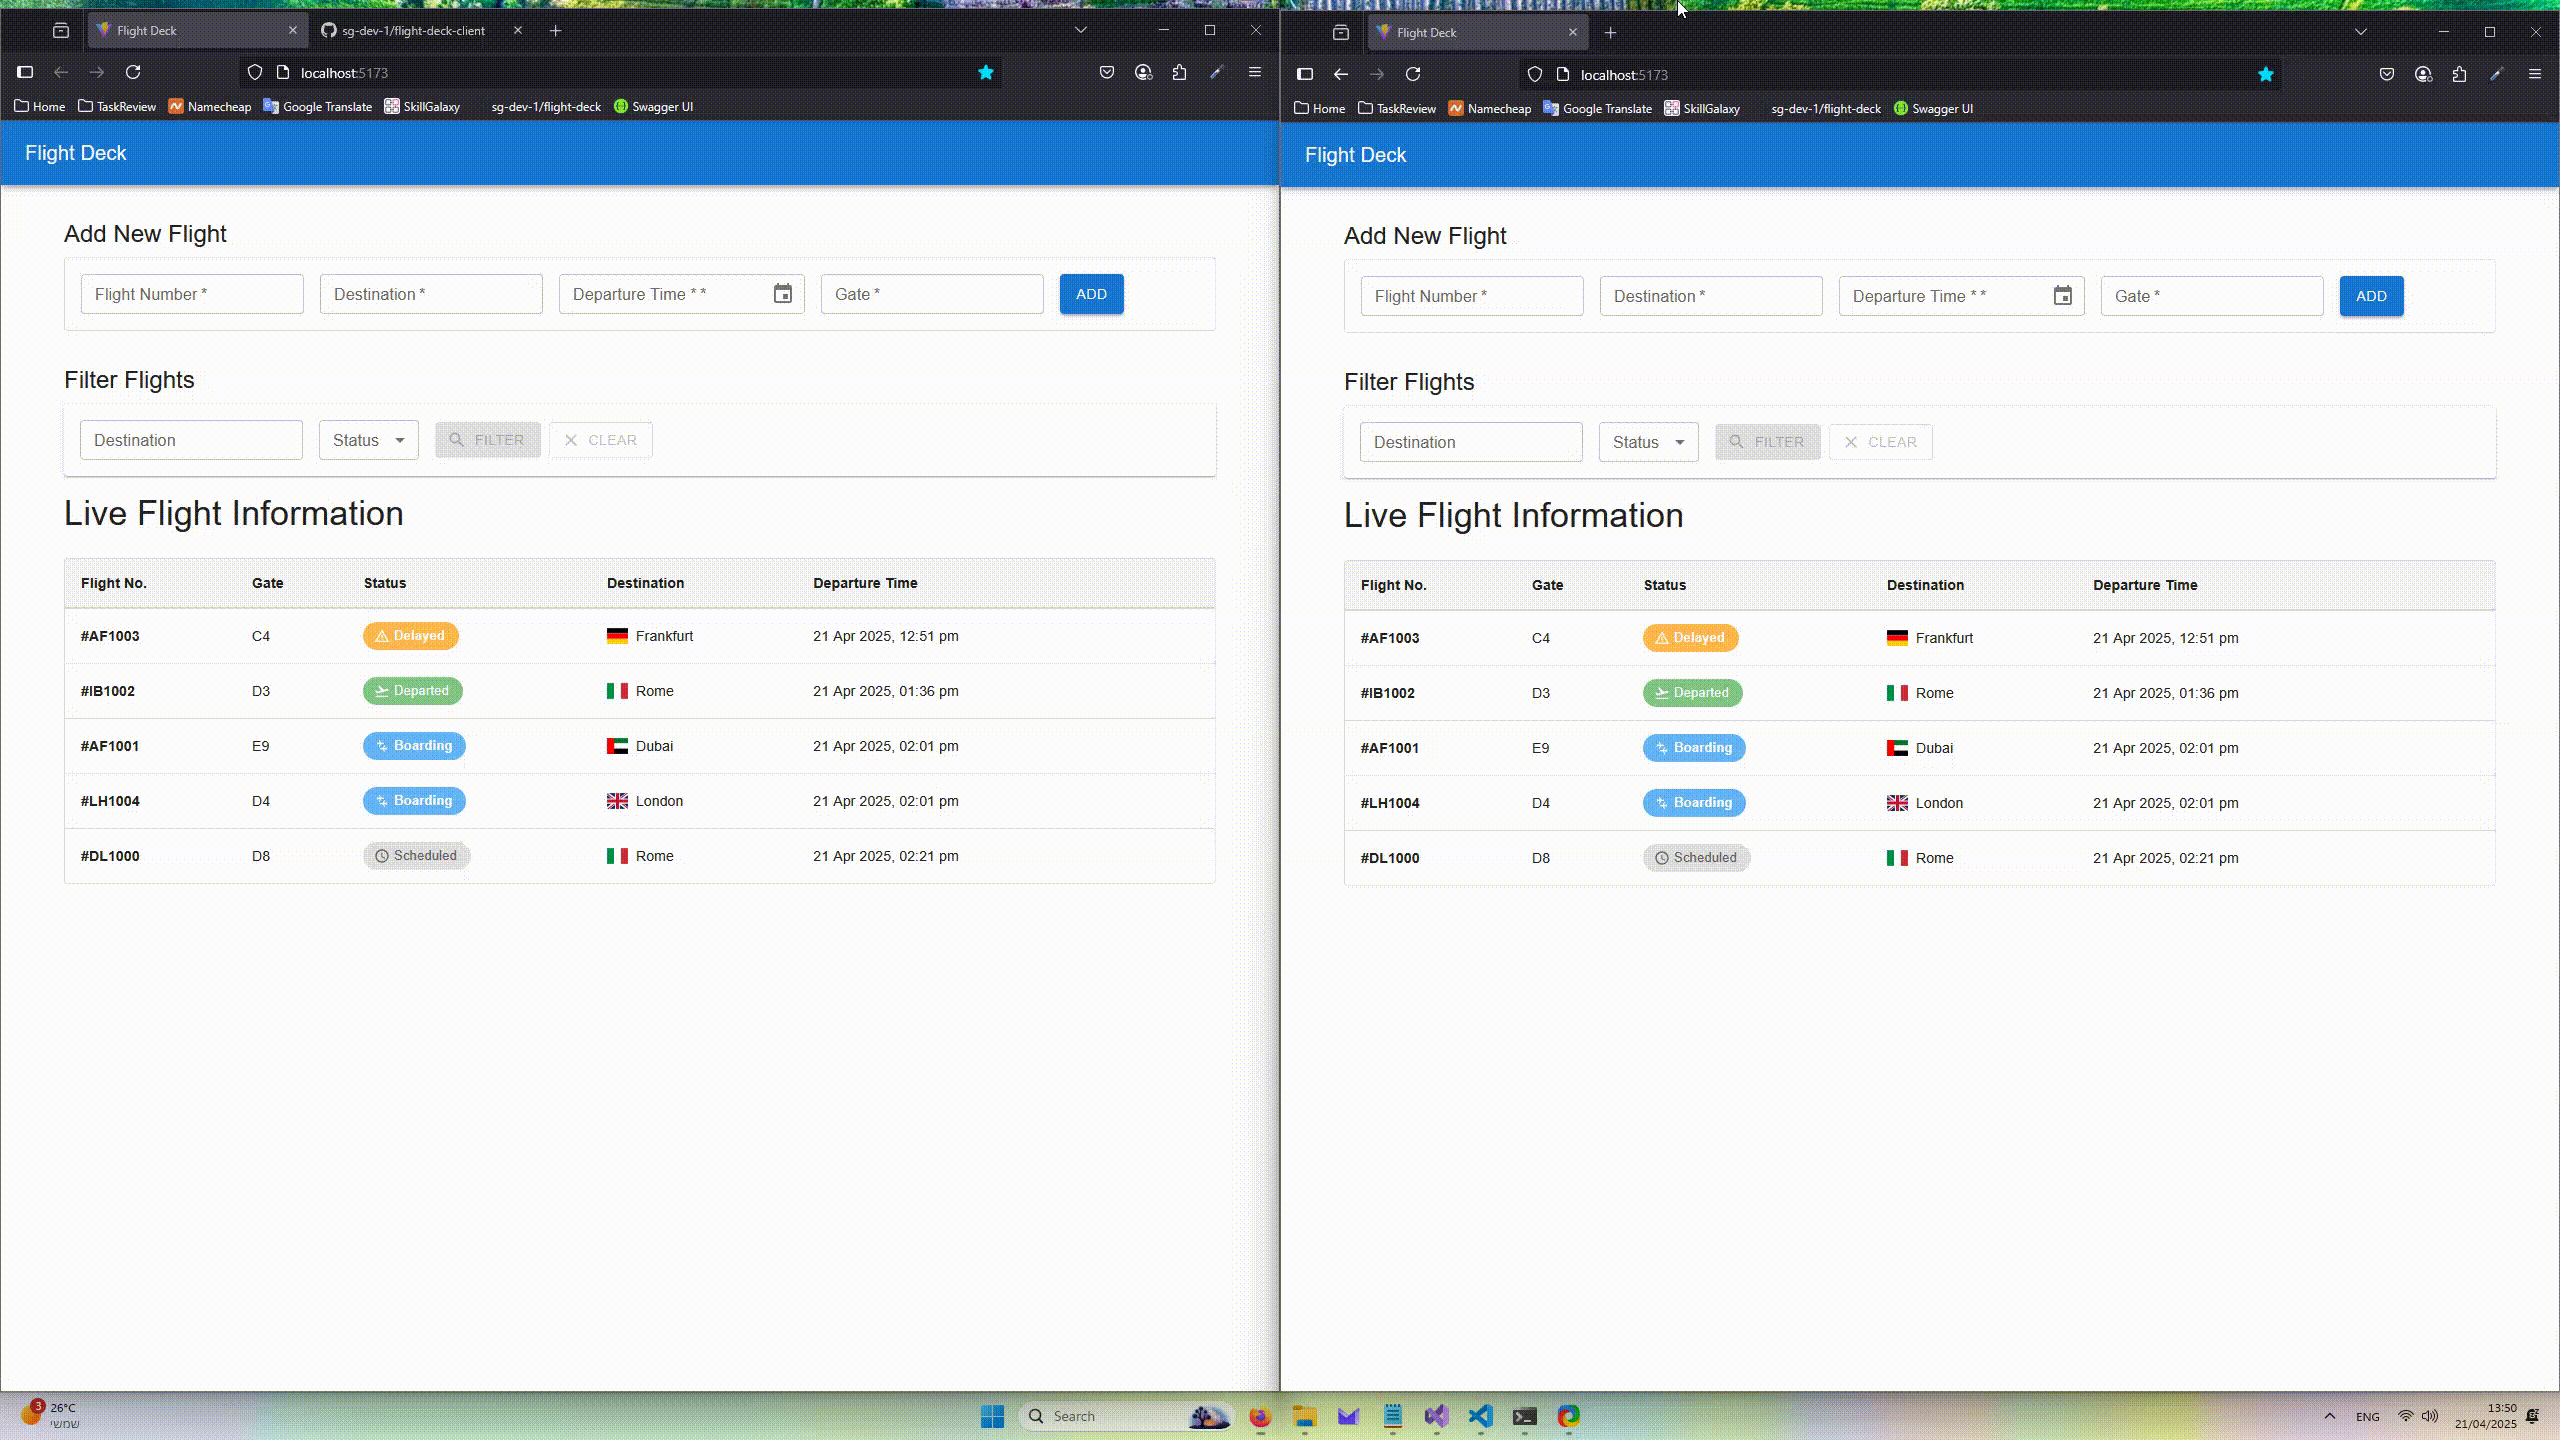 Flight Deck
sg-dev-1/flight-deck-client
localhost:5173
Home TaskReview Namecheap Google Translate SkillGalaxy sg-dev-1/flight-deck Swagger UI
Flight Deck
Add New Flight
Flight Number * Destination * Departure Time * * Gate * ADD
Filter Flights
Destination Status FILTER CLEAR
Live Flight Information
Flight No. Gate Status Destination Departure Time
#AF1003 C4 Delayed Frankfurt 21 Apr 2025, 12:51 pm
#IB1002 D3 Departed Rome 21 Apr 2025, 01:36 pm
#AF1001 E9 Boarding Dubai 21 Apr 2025, 02:01 pm
#LH1004 D4 Boarding London 21 Apr 2025, 02:01 pm
#DL1000 D8 Scheduled Rome 21 Apr 2025, 02:21 pm
Flight Deck
localhost:5173
Home TaskReview Namecheap Google Translate SkillGalaxy sg-dev-1/flight-deck Swagger UI
Flight Deck
Add New Flight
Flight Number * Destination * Departure Time * * Gate * ADD
Filter Flights
Destination Status FILTER CLEAR
Live Flight Information
Flight No. Gate Status Destination Departure Time
#AF1003 C4 Delayed Frankfurt 21 Apr 2025, 12:51 pm
#IB1002 D3 Departed Rome 21 Apr 2025, 01:36 pm
#AF1001 E9 Boarding Dubai 21 Apr 2025, 02:01 pm
#LH1004 D4 Boarding London 21 Apr 2025, 02:01 pm
#DL1000 D8 Scheduled Rome 21 Apr 2025, 02:21 pm
3
26°C
שמשי
Search
ENG
13:50
21/04/2025